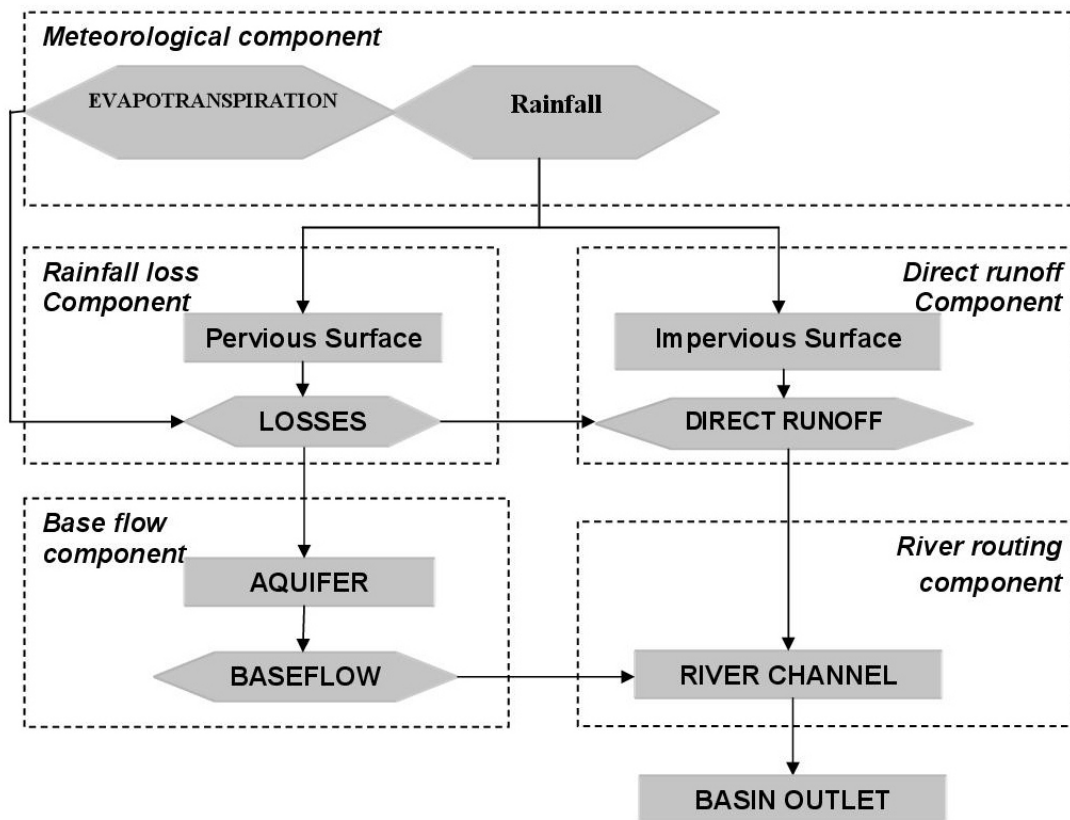 Meteorological component
EVAPOTRANSPIRATION
Rainfall
Rainfall loss
Component
Pervious Surface
LOSSES
Direct runoff
Component
Impervious Surface
DIRECT RUNOFF
Base flow
component
AQUIFER
BASEFLOW
River routing
component
RIVER CHANNEL
BASIN OUTLET